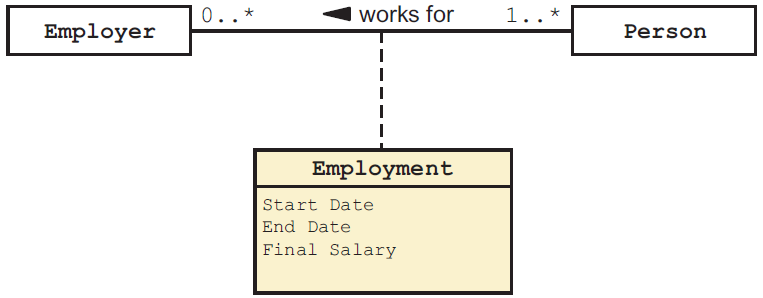 Employer
0..*
works for
1..*
Person
Employment
Start Date
End Date
Final Salary